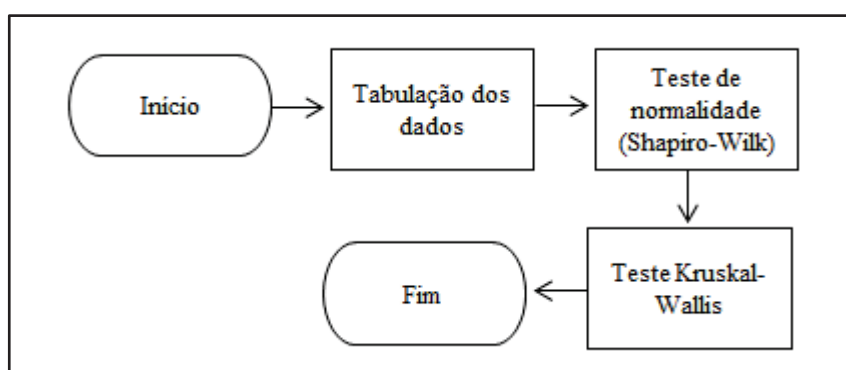 Início
Tabulação dos
dados
Teste de
normalidade
(Shapiro-Wilk)
Teste Kruskal-
Wallis
Fim